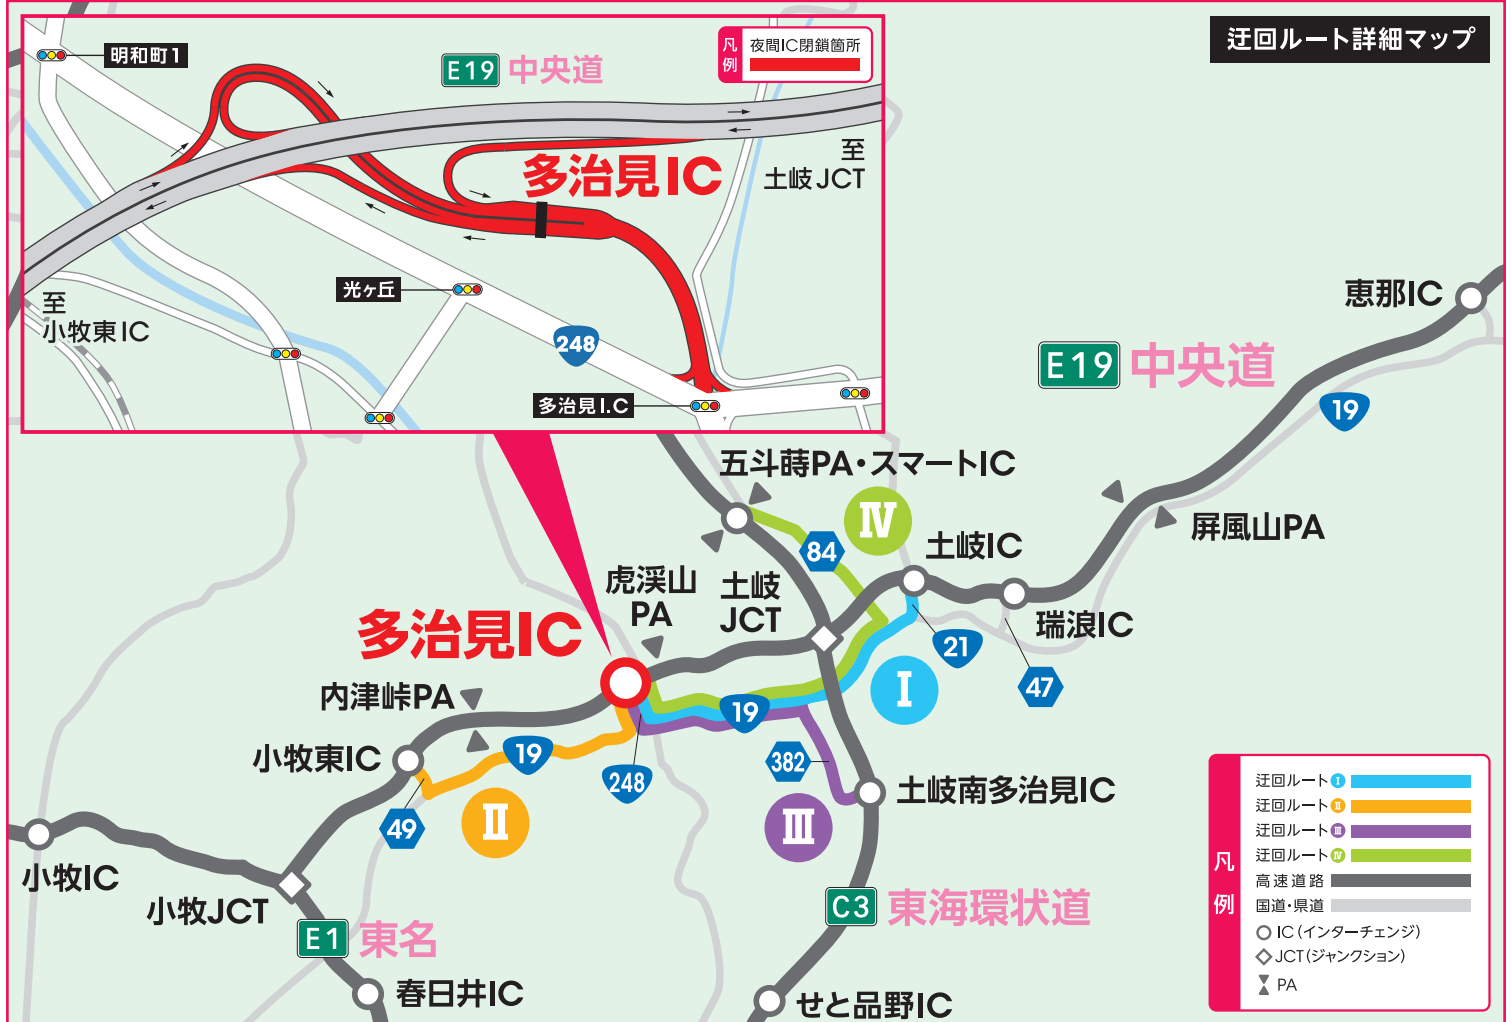 迂回ルート詳細マップ
明和町1
E19 中央道
凡例
夜間IC閉鎖箇所
多治見IC
至
土岐JCT
至
小牧東IC
光ヶ丘
248
多治見I.C
恵那IC
E19 中央道
19
五斗蒔PA・スマートIC
屏風山PA
IV
84
土岐IC
虎渓山
PA
土岐
JCT
瑞浪IC
多治見IC
21
47
I
内津峠PA
19
小牧東IC
19
248
382
土岐南多治見IC
49
II
III
小牧IC
小牧JCT
E1 東名
C3 東海環状道
春日井IC
せと品野IC
凡例
迂回ルートI
迂回ルートII
迂回ルートIII
迂回ルートIV
高速道路
国道・県道
IC(インターチェンジ)
JCT(ジャンクション)
PA